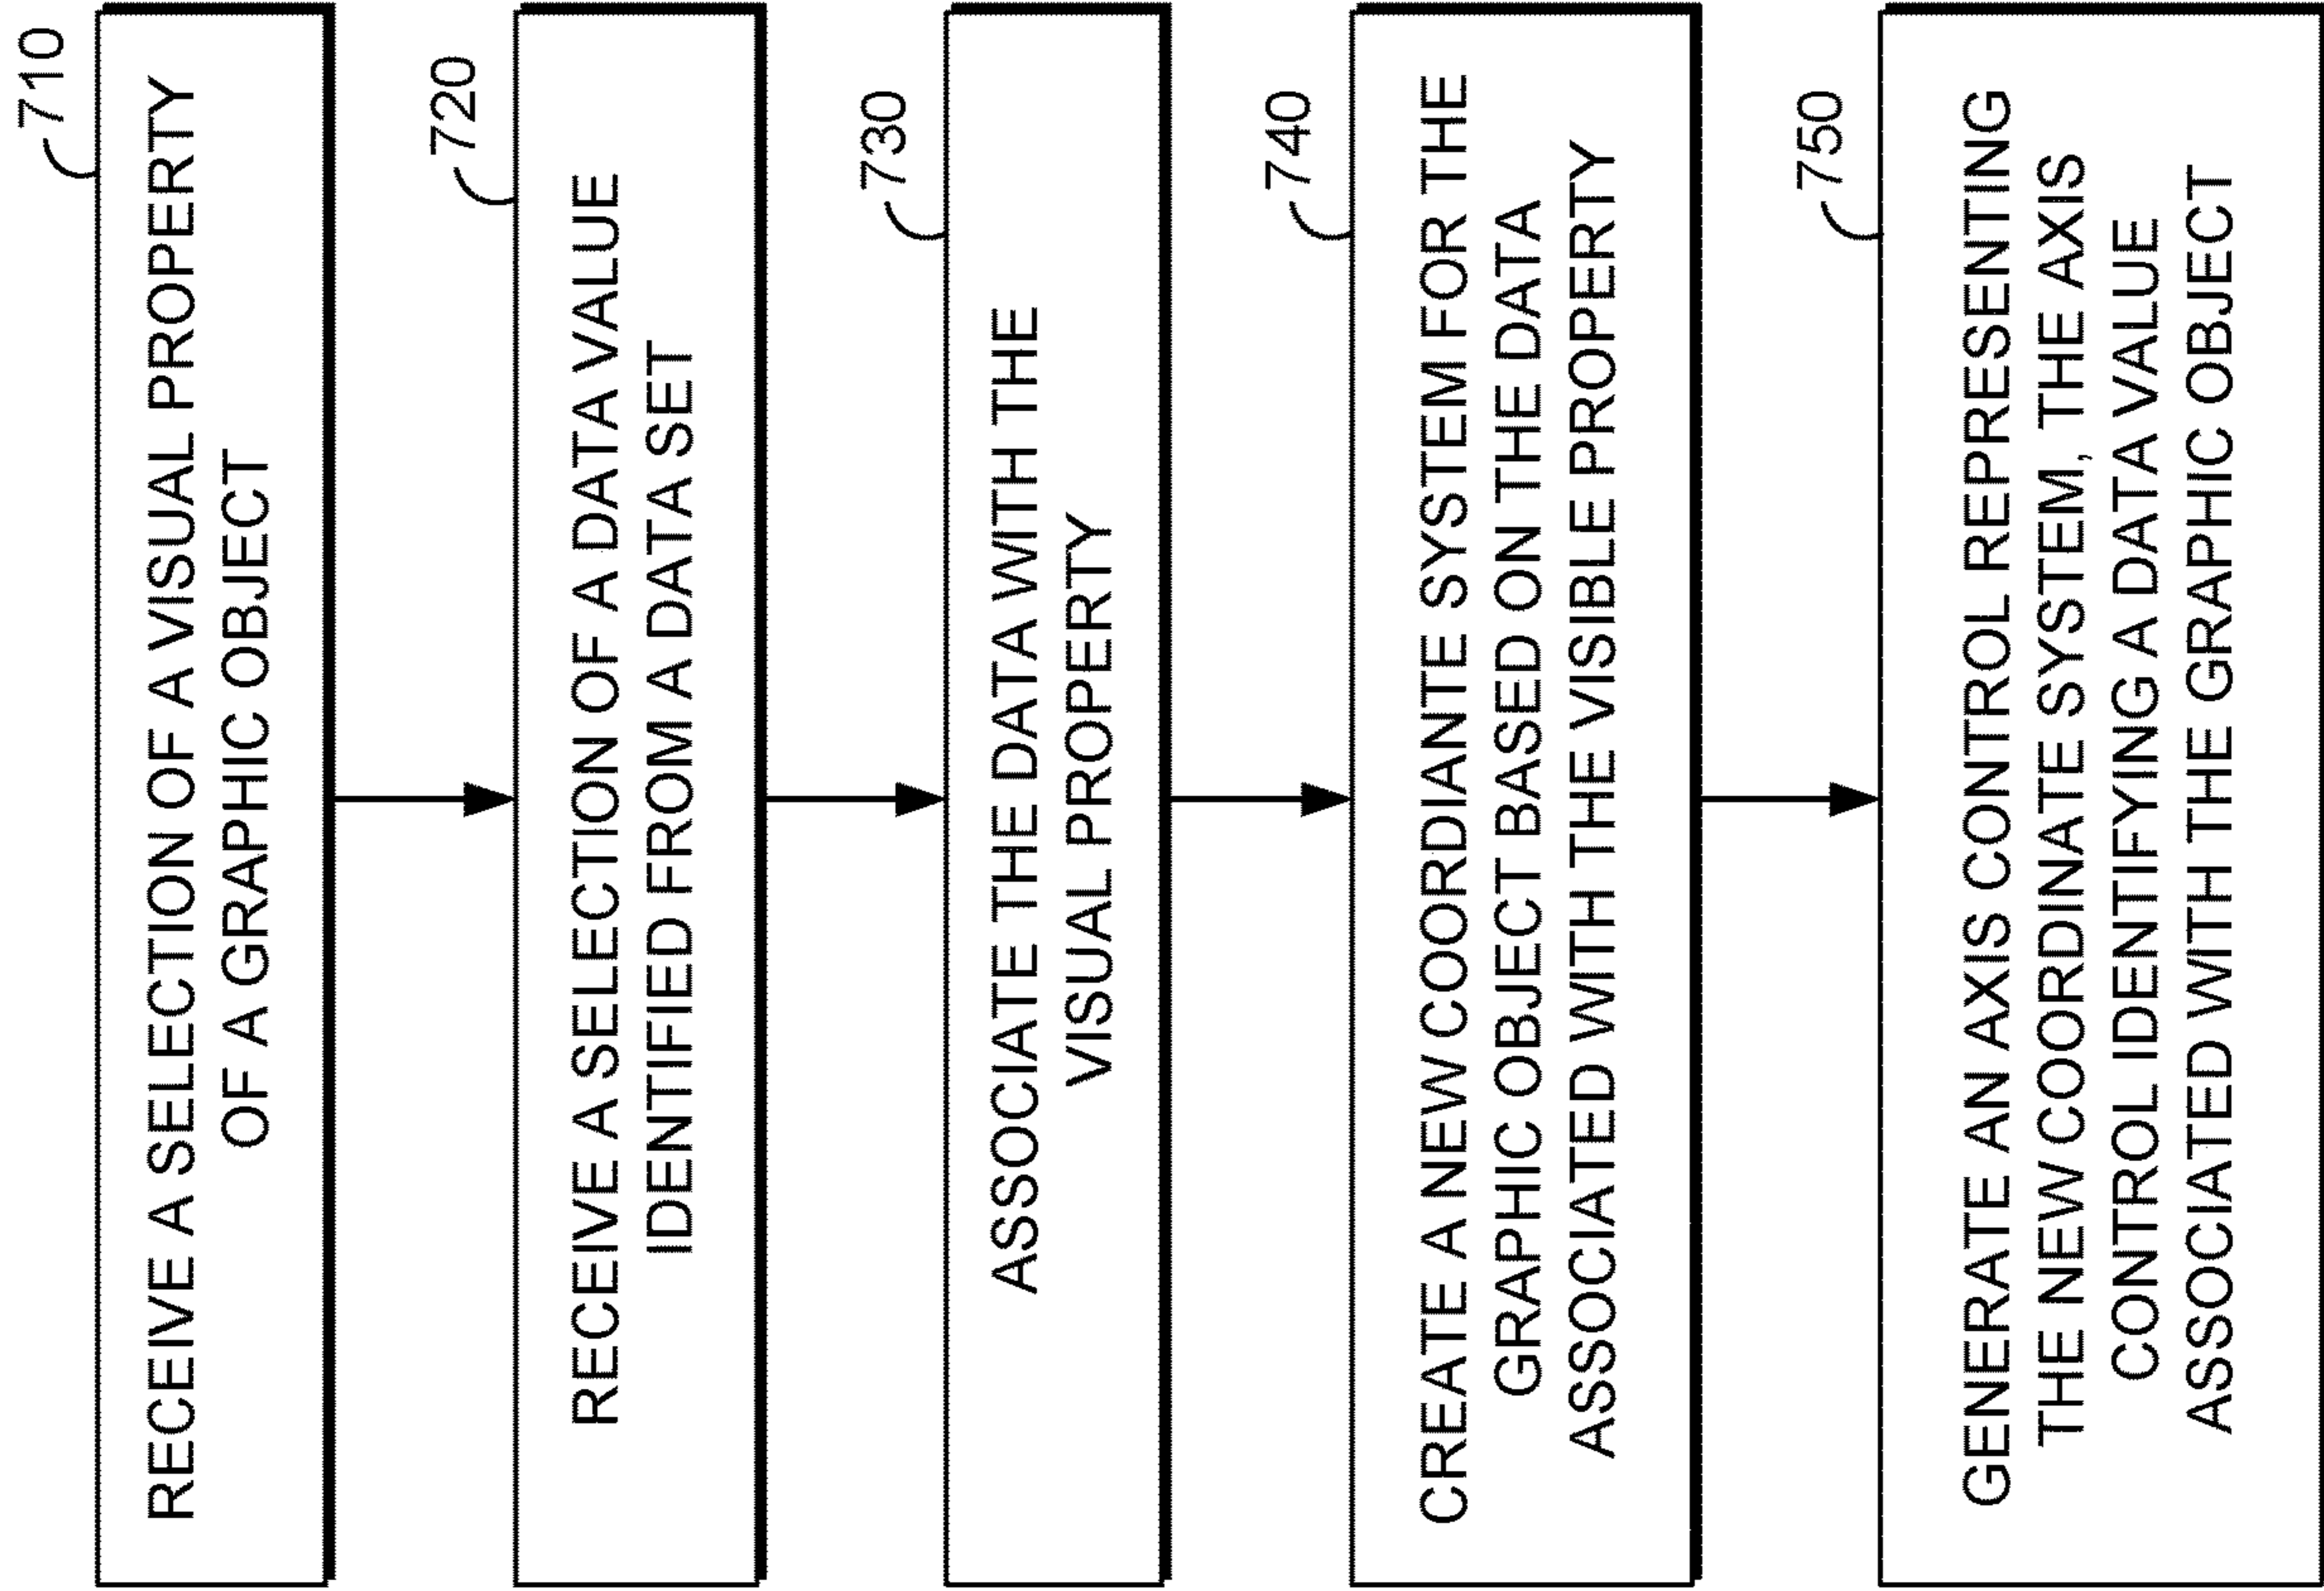 710
RECEIVE A SELECTION OF A VISUAL PROPERTY
OF A GRAPHIC OBJECT
720
RECEIVE A SELECTION OF A DATA VALUE
IDENTIFIED FROM A DATA SET
730
ASSOCIATE THE DATA WITH THE
VISUAL PROPERTY
740
CREATE A NEW COORDIANTE SYSTEM FOR THE
GRAPHIC OBJECT BASED ON THE DATA
ASSOCIATED WITH THE VISIBLE PROPERTY
750
GENERATE AN AXIS CONTROL REPRESENTING
THE NEW COORDINATE SYSTEM, THE AXIS
CONTROL IDENTIFYING A DATA VALUE
ASSOCIATED WITH THE GRAPHIC OBJECT